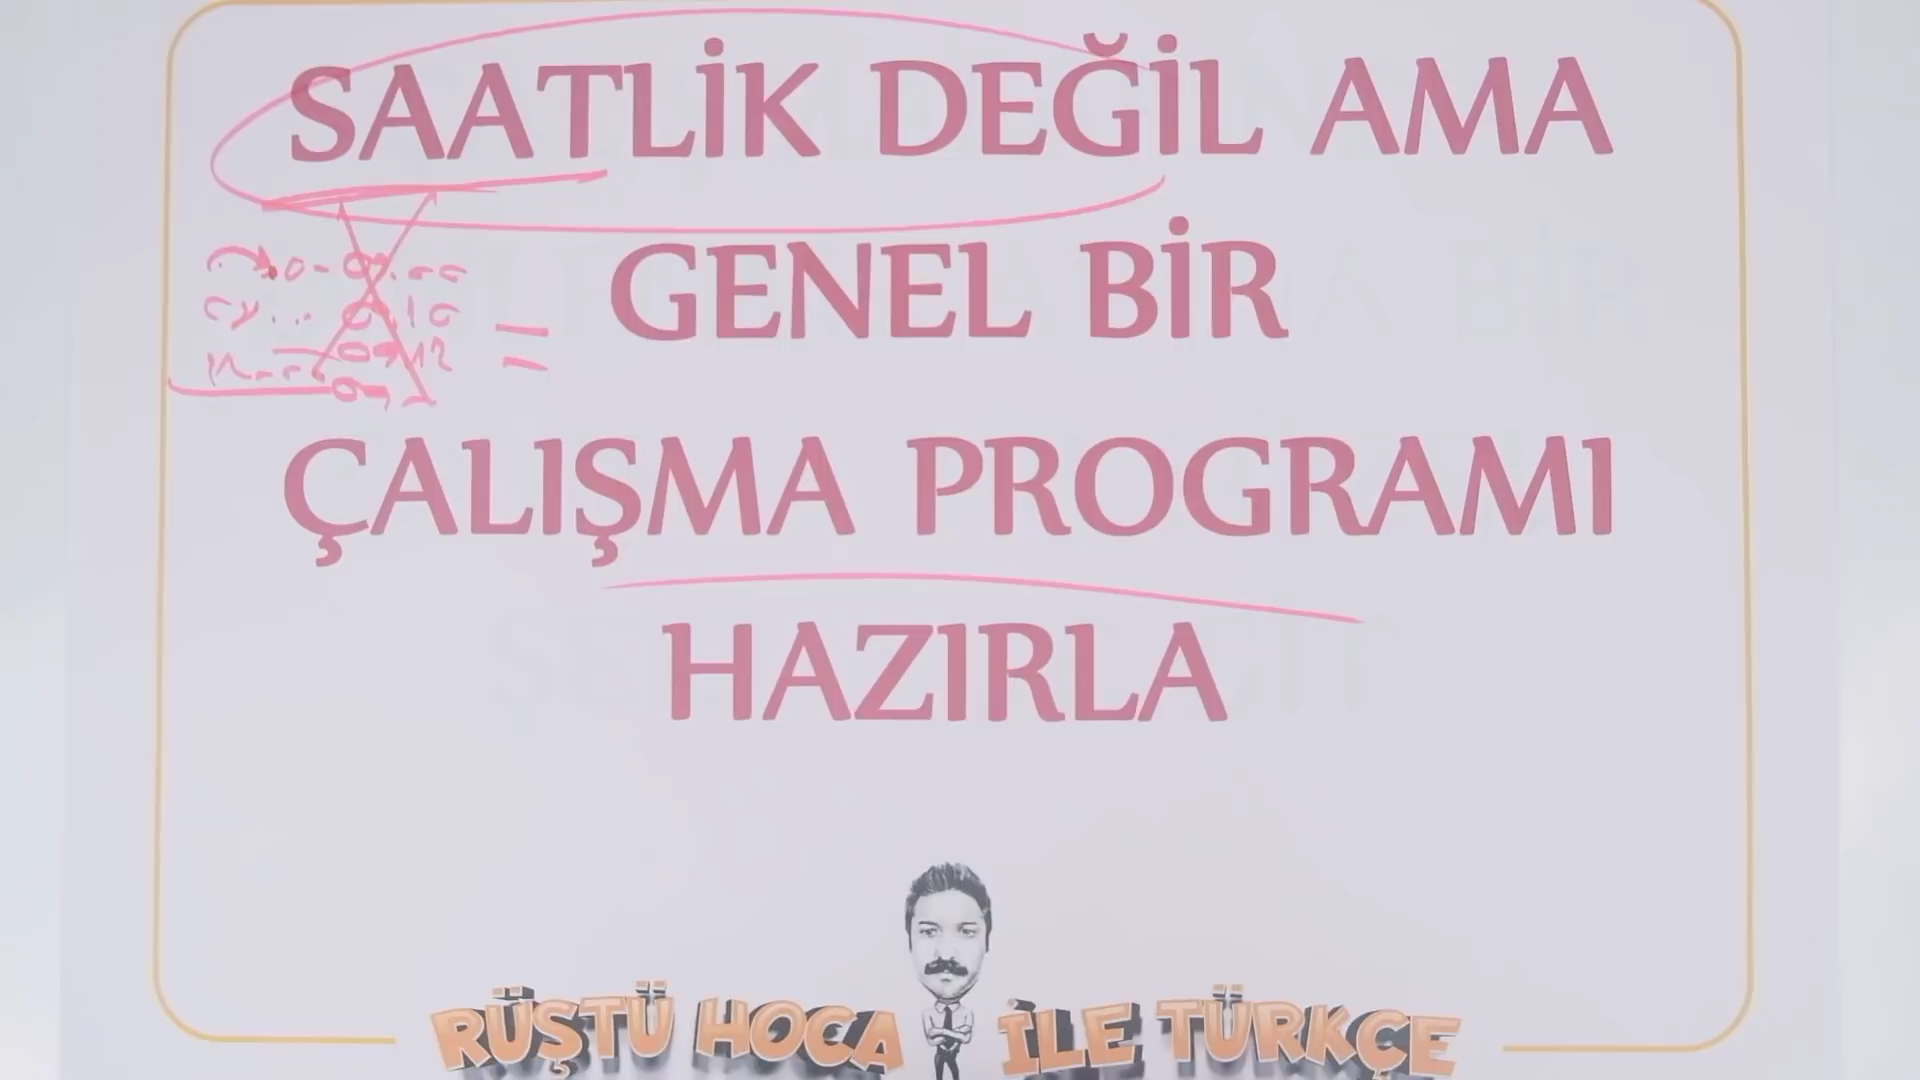 SAATLİK DEĞİL AMA
GENEL BİR
ÇALIŞMA PROGRAMI
HAZIRLA
RÜŞTÜ HOCA İLE TÜRKÇE